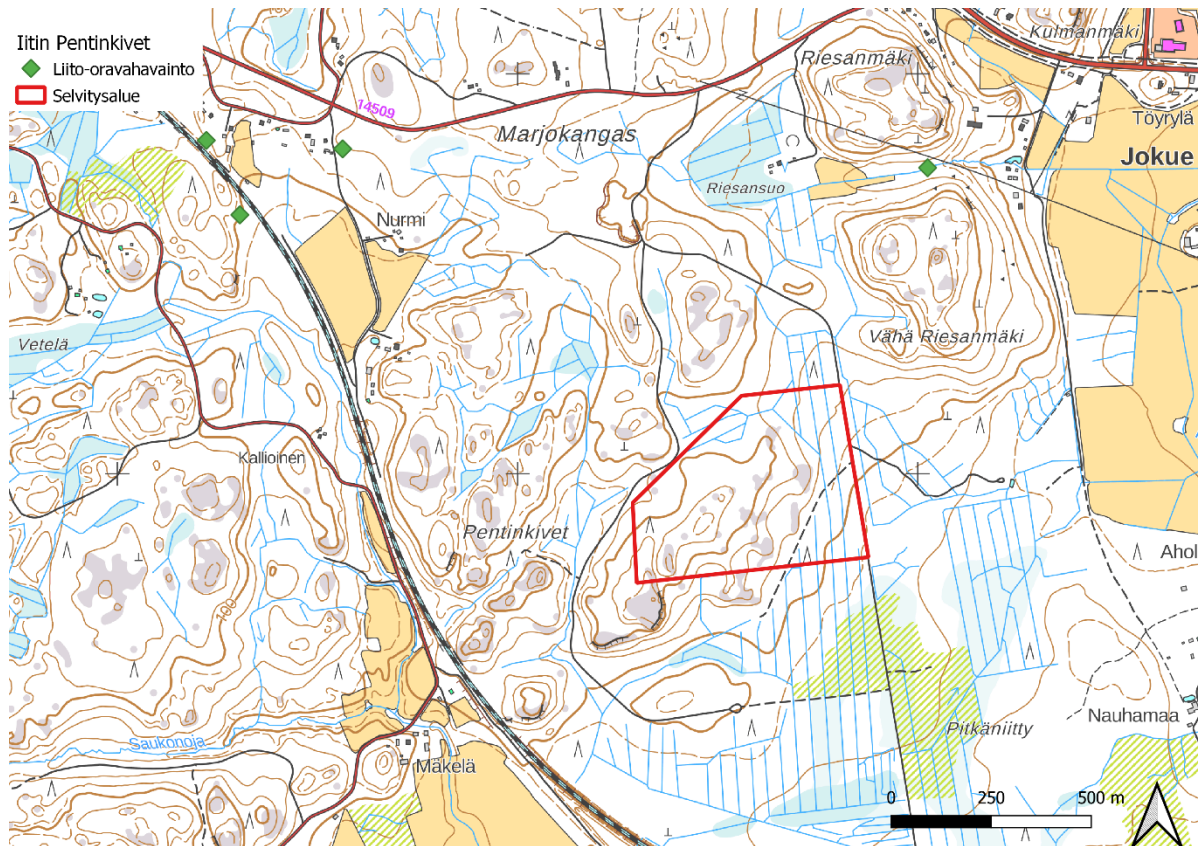 Iitin Pentinkivet
Liito-oravahavainto
Selvitysalue
14509
Kulmanmäki
Riesanmäki
Marjokangas
Töyrylä
Jokue
Riesansuo
Nurmi
Vetelä
Vähä Riesanmäki
Kallioinen
Pentinkivet
Ahol
100
Nauhamaa
Pitkäniitty
Saukonoja
Mäkelä
0 250 500 m